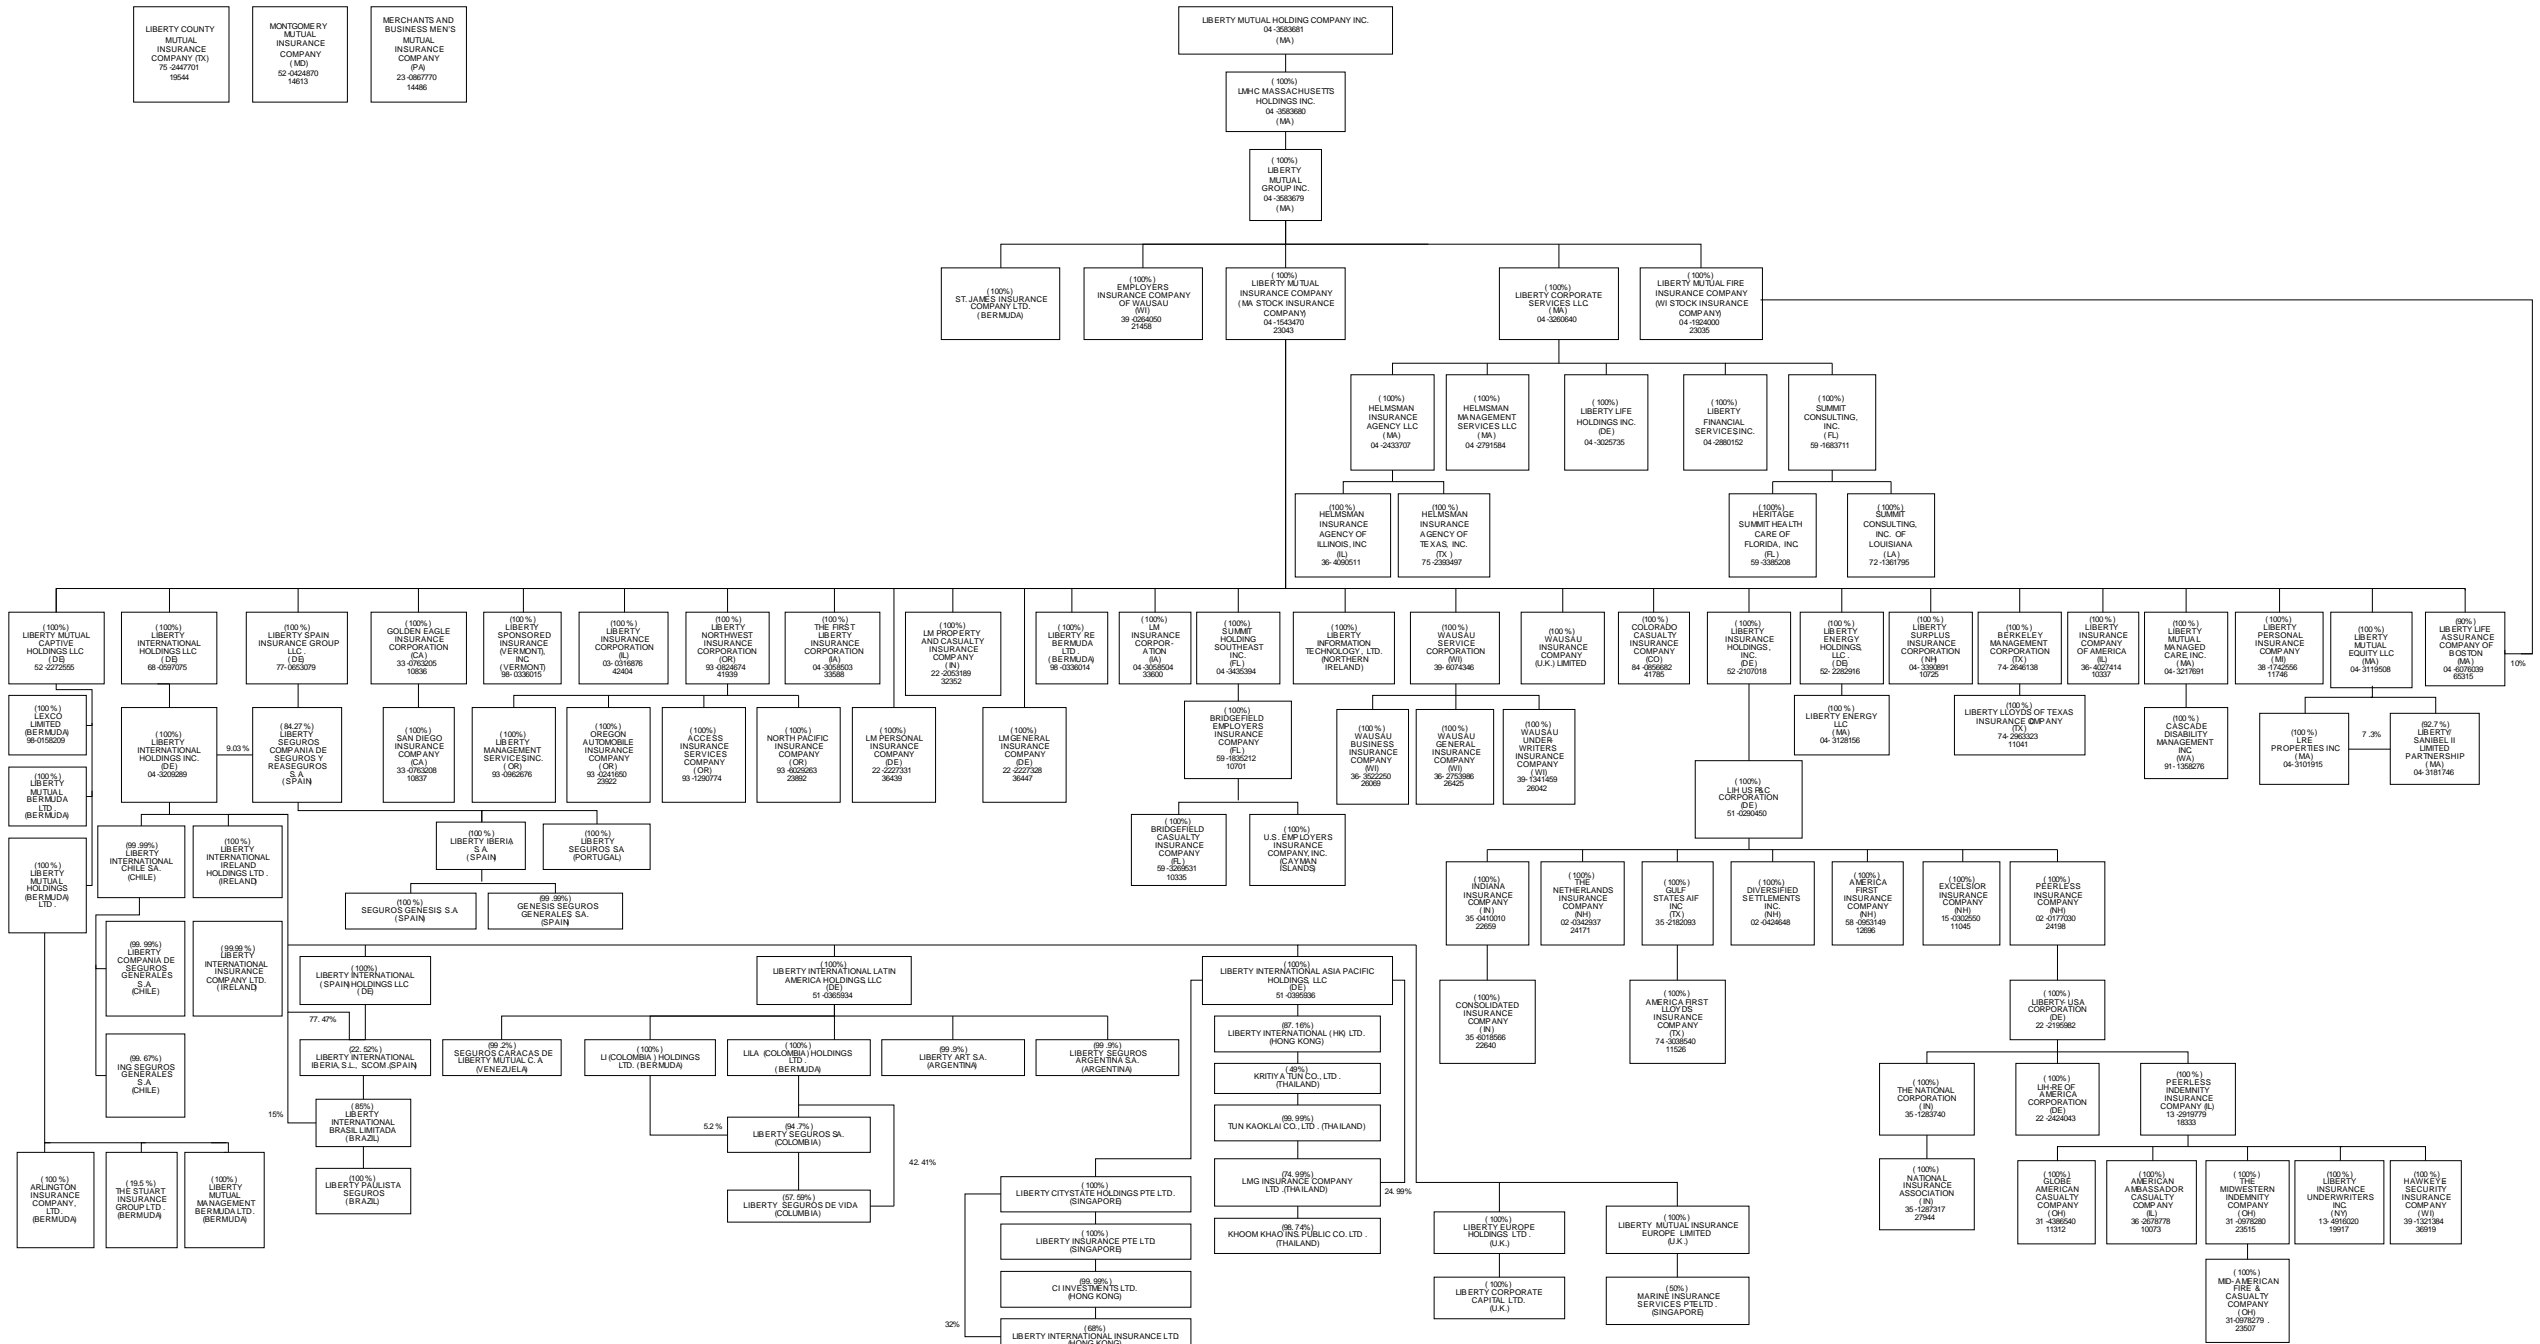 LIBERTY COUNTY
MUTUAL
INSURANCE
COMPANY (TX)
75 -2447701
19544
MONTGOMERY
MUTUAL
INSURANCE
COMPANY
( MD)
52 -0424870
14613
MERCHANTS AND
BUSINESS MEN'S
MUTUAL
INSURANCE
COMPANY
(PA)
23 -0867770
14486
LIBERTY MUTUAL HOLDING COMPANY INC.
04 -3583681
( MA)
( 100%)
LMHC MASSACHUSETTS
HOLDINGS INC.
04 -3583680
( MA)
( 100%)
LIBERTY
MUTUAL
GROUP INC.
04 -3583679
( MA)
( 100%)
ST. JAMES INSURANCE
COMPANY LTD.
( BERMUDA)
( 100%)
EMPLOYERS
INSURANCE COMPANY
OF WAUSAU
(WI)
39 -0264050
21458
( 100%)
LIBERTY MUTUAL
INSURANCE COMPANY
( MA STOCK INSURANCE
COMPANY)
04 -1543470
23043
( 100%)
LIBERTY CORPORATE
SERVICES LLC
( MA)
04 -3260640
( 100%)
LIBERTY MUTUAL FIRE
INSURANCE COMPANY
(WI STOCK INSURANCE
COMPANY)
04 -1924000
23035
( 100%)
HELMSMAN
INSURANCE
AGENCY LLC
( MA)
04 -2433707
( 100%)
HELMSMAN
MANAGEMENT
SERVICES LLC
( MA)
04 -2791584
( 100%)
LIBERTY LIFE
HOLDINGS INC.
(DE)
04 -3025735
( 100%)
LIBERTY
FINANCIAL
SERVICES INC.
04 -2880152
( 100%)
SUMMIT
CONSULTING,
INC.
( FL)
59 -1683711
(100 %)
HELMSMAN
INSURANCE
AGENCY OF
ILLINOIS, INC
(IL)
36- 4090511
(100 %)
HELMSMAN
INSURANCE
AGENCY OF
TEXAS, INC.
(TX )
75 -2393497
( 100%)
HERITAGE
SUMMIT HEALTH
CARE OF
FLORIDA, INC.
(FL)
59 -3385208
( 100%)
SUMMIT
CONSULTING,
INC. OF
LOUISIANA
( LA)
72 -1361795
(100%)
LIBERTY MUTUAL
CAPTIVE
HOLDINGS LLC
( DE)
52 -2272555
(100 %)
LIBERTY
INTERNATIONAL
HOLDINGS LLC
( DE)
68 -0597075
(100 %)
LIBERTY SPAIN
INSURANCE GROUP
LLC .
( DE)
77- 0653079
(100%)
GOLDEN EAGLE
INSURANCE
CORPORATION
(CA)
33 -0763205
10836
(100 %)
LIBERTY
SPONSORED
INSURANCE
(VERMONT),
INC
(VERMONT)
98- 0336015
(100 %)
LIBERTY
INSURANCE
CORPORATION
(IL)
03- 0316876
42404
(100 %)
LIBERTY
NORTHWEST
INSURANCE
CORPORATION
(OR)
93 -0824674
41939
(100 %)
THE FIRST
LIBERTY
INSURANCE
CORPORATION
(IA)
04 -3058503
33588
( 100%)
LM PROPERTY
AND CASUALTY
INSURANCE
COMPANY
( IN)
22 -2053189
32352
(100%)
LIBERTY RE
BERMUDA
LTD .
( BERMUDA)
98 -0336014
(100%)
LM
INSURANCE
CORPOR-
ATION
(IA)
04 -3058504
33600
(100%)
SUMMIT
HOLDING
SOUTHEAST
INC.
(FL)
04 -3435394
( 100%)
LIBERTY
INFORMATION
TECHNOLOGY , LTD.
(NORTHERN
IRELAND)
( 100%)
WAUSAU
SERVICE
CORPORATION
(WI)
39- 6074346
(100 %)
WAUSAU
INSURANCE
COMPANY
(U.K.) LIMITED
(100%)
COLORADO
CASUALTY
INSURANCE
COMPANY
(CO)
84 -0856682
41785
(100%)
LIBERTY
INSURANCE
HOLDINGS,
INC.
(DE)
52 -2107018
(100%)
LIBERTY
ENERGY
HOLDINGS,
LLC .
( DE)
52- 2282916
(100 %)
LIBERTY
SURPLUS
INSURANCE
CORPORATION
( NH)
04 -3390891
10725
(100 %)
BERKELEY
MANAGEMENT
CORPORATION
(TX)
74- 2646138
(100%)
LIBERTY
INSURANCE
COMPANY
OF AMERICA
(IL)
36- 4027414
10337
(100 %)
LIBERTY
MUTUAL
MANAGED
CARE, INC.
( MA)
04 -3217691
(100 %)
LIBERTY
PERSONAL
INSURANCE
COMPANY
(MI)
38 -1742556
11746
(100 %)
LIBERTY
MUTUAL
EQUITY LLC
(MA)
04- 3119508
(90%)
LIBERTY LIFE
ASSURANCE
COMPANY OF
BOSTON
(MA)
04 -6076039
65315
10%
(100 %)
LEXCO
LIMITED
(BERMUDA)
98-0158209
(100%)
LIBERTY
INTERNATIONAL
HOLDINGS INC.
(DE)
04 -3209289
9.03 %
(84.27 %)
LIBERTY
SEGUROS
COMPANIA DE
SEGUROS Y
REASEGUROS
S. A.
(SPAIN)
(100%)
SAN DIEGO
INSURANCE
COMPANY
(CA)
33 -0763208
10837
(100%)
LIBERTY
MANAGEMENT
SERVICES INC.
( OR)
93 -0962676
(100%)
OREGON
AUTOMOBILE
INSURANCE
COMPANY
( OR)
93 -0241650
23922
(100%)
ACCESS
INSURANCE
SERVICES
COMPANY
( OR)
93 -1290774
(100%)
NORTH PACIFIC
INSURANCE
COMPANY
( OR)
93 -6029263
23892
(100%)
LM PERSONAL
INSURANCE
COMPANY
(DE)
22 -2227331
36439
(100%)
LM GENERAL
INSURANCE
COMPANY
(DE)
22 -2227328
36447
( 100%)
BRIDGEFIELD
EMPLOYERS
INSURANCE
COMPANY
(FL)
59 -1835212
10701
(100 %)
WAUSAU
BUSINESS
INSURANCE
COMPANY
(WI)
36- 3522250
26069
(100 %)
WAUSAU
GENERAL
INSURANCE
COMPANY
(WI)
36- 2753986
26425
(100 %)
WAUSAU
UNDER-
WRITERS
INSURANCE
COMPANY
( WI)
39-1341459
26042
(100 %)
LIBERTY ENERGY
LLC
( MA)
04 -3128156
(100 %)
LIBERTY LLOYDS OF TEXAS
INSURANCE COMPANY
(TX)
74 -2963323
11041
(100 %)
CASCADE
DISABILITY
MANAGEMENT
INC
(WA)
91- 1358276
(100 %)
LRE
PROPERTIES INC
( MA)
04- 3101915
7 .3%
(92.7 %)
LIBERTY/
SANIBEL II
LIMITED
PARTNERSHIP
( MA)
04- 3181746
(100 %)
LIBERTY
MUTUAL
BERMUDA
LTD .
(BERMUDA)
(100 %)
LIBERTY
MUTUAL
HOLDINGS
(BERMUDA)
LTD .
(99 .99%)
LIBERTY
INTERNATIONAL
CHILE SA.
(CHILE)
(100 %)
LIBERTY
INTERNATIONAL
IRELAND
HOLDINGS LTD .
( IRELAND)
(100 %)
LIBERTY IBERIA
S.A.
( SPAIN)
(100 %)
LIBERTY
SEGUROS SA
(PORTUGAL)
(100 %)
SEGUROS GENESIS S.A.
( SPAIN)
(99 .99%)
GENESIS SEGUROS
GENERALES S.A.
(SPAIN)
( 100%)
BRIDGEFIELD
CASUALTY
INSURANCE
COMPANY
(FL)
59 -3269531
10335
(100%)
U.S. EMPLOYERS
INSURANCE
COMPANY, INC.
(CAYMAN
ISLANDS)
(100 %)
LIH US P&C
CORPORATION
(DE)
51 -0290450
(100%)
INDIANA
INSURANCE
COMPANY
( IN)
35 -0410010
22659
(100%)
THE
NETHERLANDS
INSURANCE
COMPANY
(NH)
02 -0342937
24171
(100%)
GULF
STATES AIF
INC
(TX)
35 -2182093
(100%)
DIVERSIFIED
SETTLEMENTS
INC.
(NH)
02 -0424648
(100%)
AMERICA
FIRST
INSURANCE
COMPANY
(NH)
58 -0953149
12696
(100%)
EXCELSIOR
INSURANCE
COMPANY
(NH)
15 -0302550
11045
(100%)
PEERLESS
INSURANCE
COMPANY
(NH)
02 -0177030
24198
(99. 99%)
LIBERTY
COMPANIA DE
SEGUROS
GENERALES
S.A
(CHILE)
( 99.99 %)
LIBERTY
INTERNATIONAL
INSURANCE
COMPANY LTD.
( IRELAND)
(100%)
LIBERTY INTERNATIONAL
( SPAIN) HOLDINGS LLC
( DE)
(100%)
LIBERTY INTERNATIONAL LATIN
AMERICA HOLDINGS, LLC
(DE)
51 -0365934
(100%)
LIBERTY INTERNATIONAL ASIA PACIFIC
HOLDINGS, LLC
(DE)
51 -0395936
(100%)
CONSOLIDATED
INSURANCE
COMPANY
( IN)
35 -6018566
22640
(100%)
AMERICA FIRST
LLOYDS
INSURANCE
COMPANY
(TX)
74 -3038540
11526
(100%)
LIBERTY- USA
CORPORATION
(DE)
22 -2195982
77. 47%
(99. 67%)
ING SEGUROS
GENERALES
S.A
(CHILE)
(22. 52%)
LIBERTY INTERNATIONAL
IBERIA, S.L., S.COM .(SPAIN)
(99 .2%)
SEGUROS CARACAS DE
LIBERTY MUTUAL C. A
(VENEZUELA)
(100%)
LI (COLOMBIA ) HOLDINGS
LTD. ( BERMUDA)
(100%)
LILA (COLOMBIA) HOLDINGS
LTD .
( BERMUDA)
(99 .9%)
LIBERTY ART S.A.
(ARGENTINA)
(99 .9%)
LIBERTY SEGUROS
ARGENTINA S.A.
(ARGENTINA)
(87. 16%)
LIBERTY INTERNATIONAL ( HK) LTD.
(HONG KONG)
(49%)
KRITIYA TUN CO., LTD .
(THAILAND)
(99. 99%)
TUN KAOKLAI CO., LTD . (THAILAND)
(74. 99%)
LMG INSURANCE COMPANY
LTD .(THAILAND)
24. 99%
(98. 74%)
KHOOM KHAO INS. PUBLIC CO. LTD .
(THAILAND)
15%
(85%)
LIBERTY
INTERNATIONAL
BRASIL LIMITADA
( BRAZIL)
5.2 %
(94 .7%)
LIBERTY SEGUROS SA.
(COLOMBIA)
42. 41%
(57. 59%)
LIBERTY SEGUROS DE VIDA
(COLUMBIA)
(100 %)
LIBERTY PAULISTA
SEGUROS
(BRAZIL)
( 100%)
THE NATIONAL
CORPORATION
( IN)
35 -1283740
( 100%)
LIH-RE OF
AMERICA
CORPORATION
(DE)
22 -2424043
(100 %)
PEERLESS
INDEMNITY
INSURANCE
COMPANY (IL)
13 -2919779
18333
(100 %)
ARLINGTON
INSURANCE
COMPANY,
LTD.
(BERMUDA)
( 19.5 %)
THE STUART
INSURANCE
GROUP LTD .
(BERMUDA)
(100%)
LIBERTY
MUTUAL
MANAGEMENT
BERMUDA LTD .
(BERMUDA)
( 100%)
LIBERTY CITYSTATE HOLDINGS PTE LTD.
(SINGAPORE)
( 100%)
LIBERTY INSURANCE PTE LTD.
(SINGAPORE)
(99. 99%)
CI INVESTMENTS LTD.
(HONG KONG)
32%
(68%)
LIBERTY INTERNATIONAL INSURANCE LTD.
(HONG KONG)
( 100%)
LIBERTY EUROPE
HOLDINGS LTD .
(U.K.)
(100%)
LIBERTY MUTUAL INSURANCE
EUROPE LIMITED
(U.K.)
( 100%)
LIBERTY CORPORATE
CAPITAL LTD.
(U.K.)
(50%)
MARINE INSURANCE
SERVICES PTE LTD .
(SINGAPORE)
( 100%)
NATIONAL
INSURANCE
ASSOCIATION
( IN)
35 -1287317
27944
(100%)
GLOBE
AMERICAN
CASUALTY
COMPANY
(OH)
31 -4386540
11312
(100%)
AMERICAN
AMBASSADOR
CASUALTY
COMPANY
(IL)
36 -2678778
10073
( 100%)
THE
MIDWESTERN
INDEMNITY
COMPANY
(OH)
31 -0978280
23515
(100 %)
LIBERTY
INSURANCE
UNDERWRITERS
INC.
(NY)
13- 4916020
19917
(100 %)
HAWKEYE
SECURITY
INSURANCE
COMPANY
( WI)
39 -1321384
36919
( 100%)
MID- AMERICAN
FIRE &
CASUALTY
COMPANY
( OH)
31-0978279 .
23507